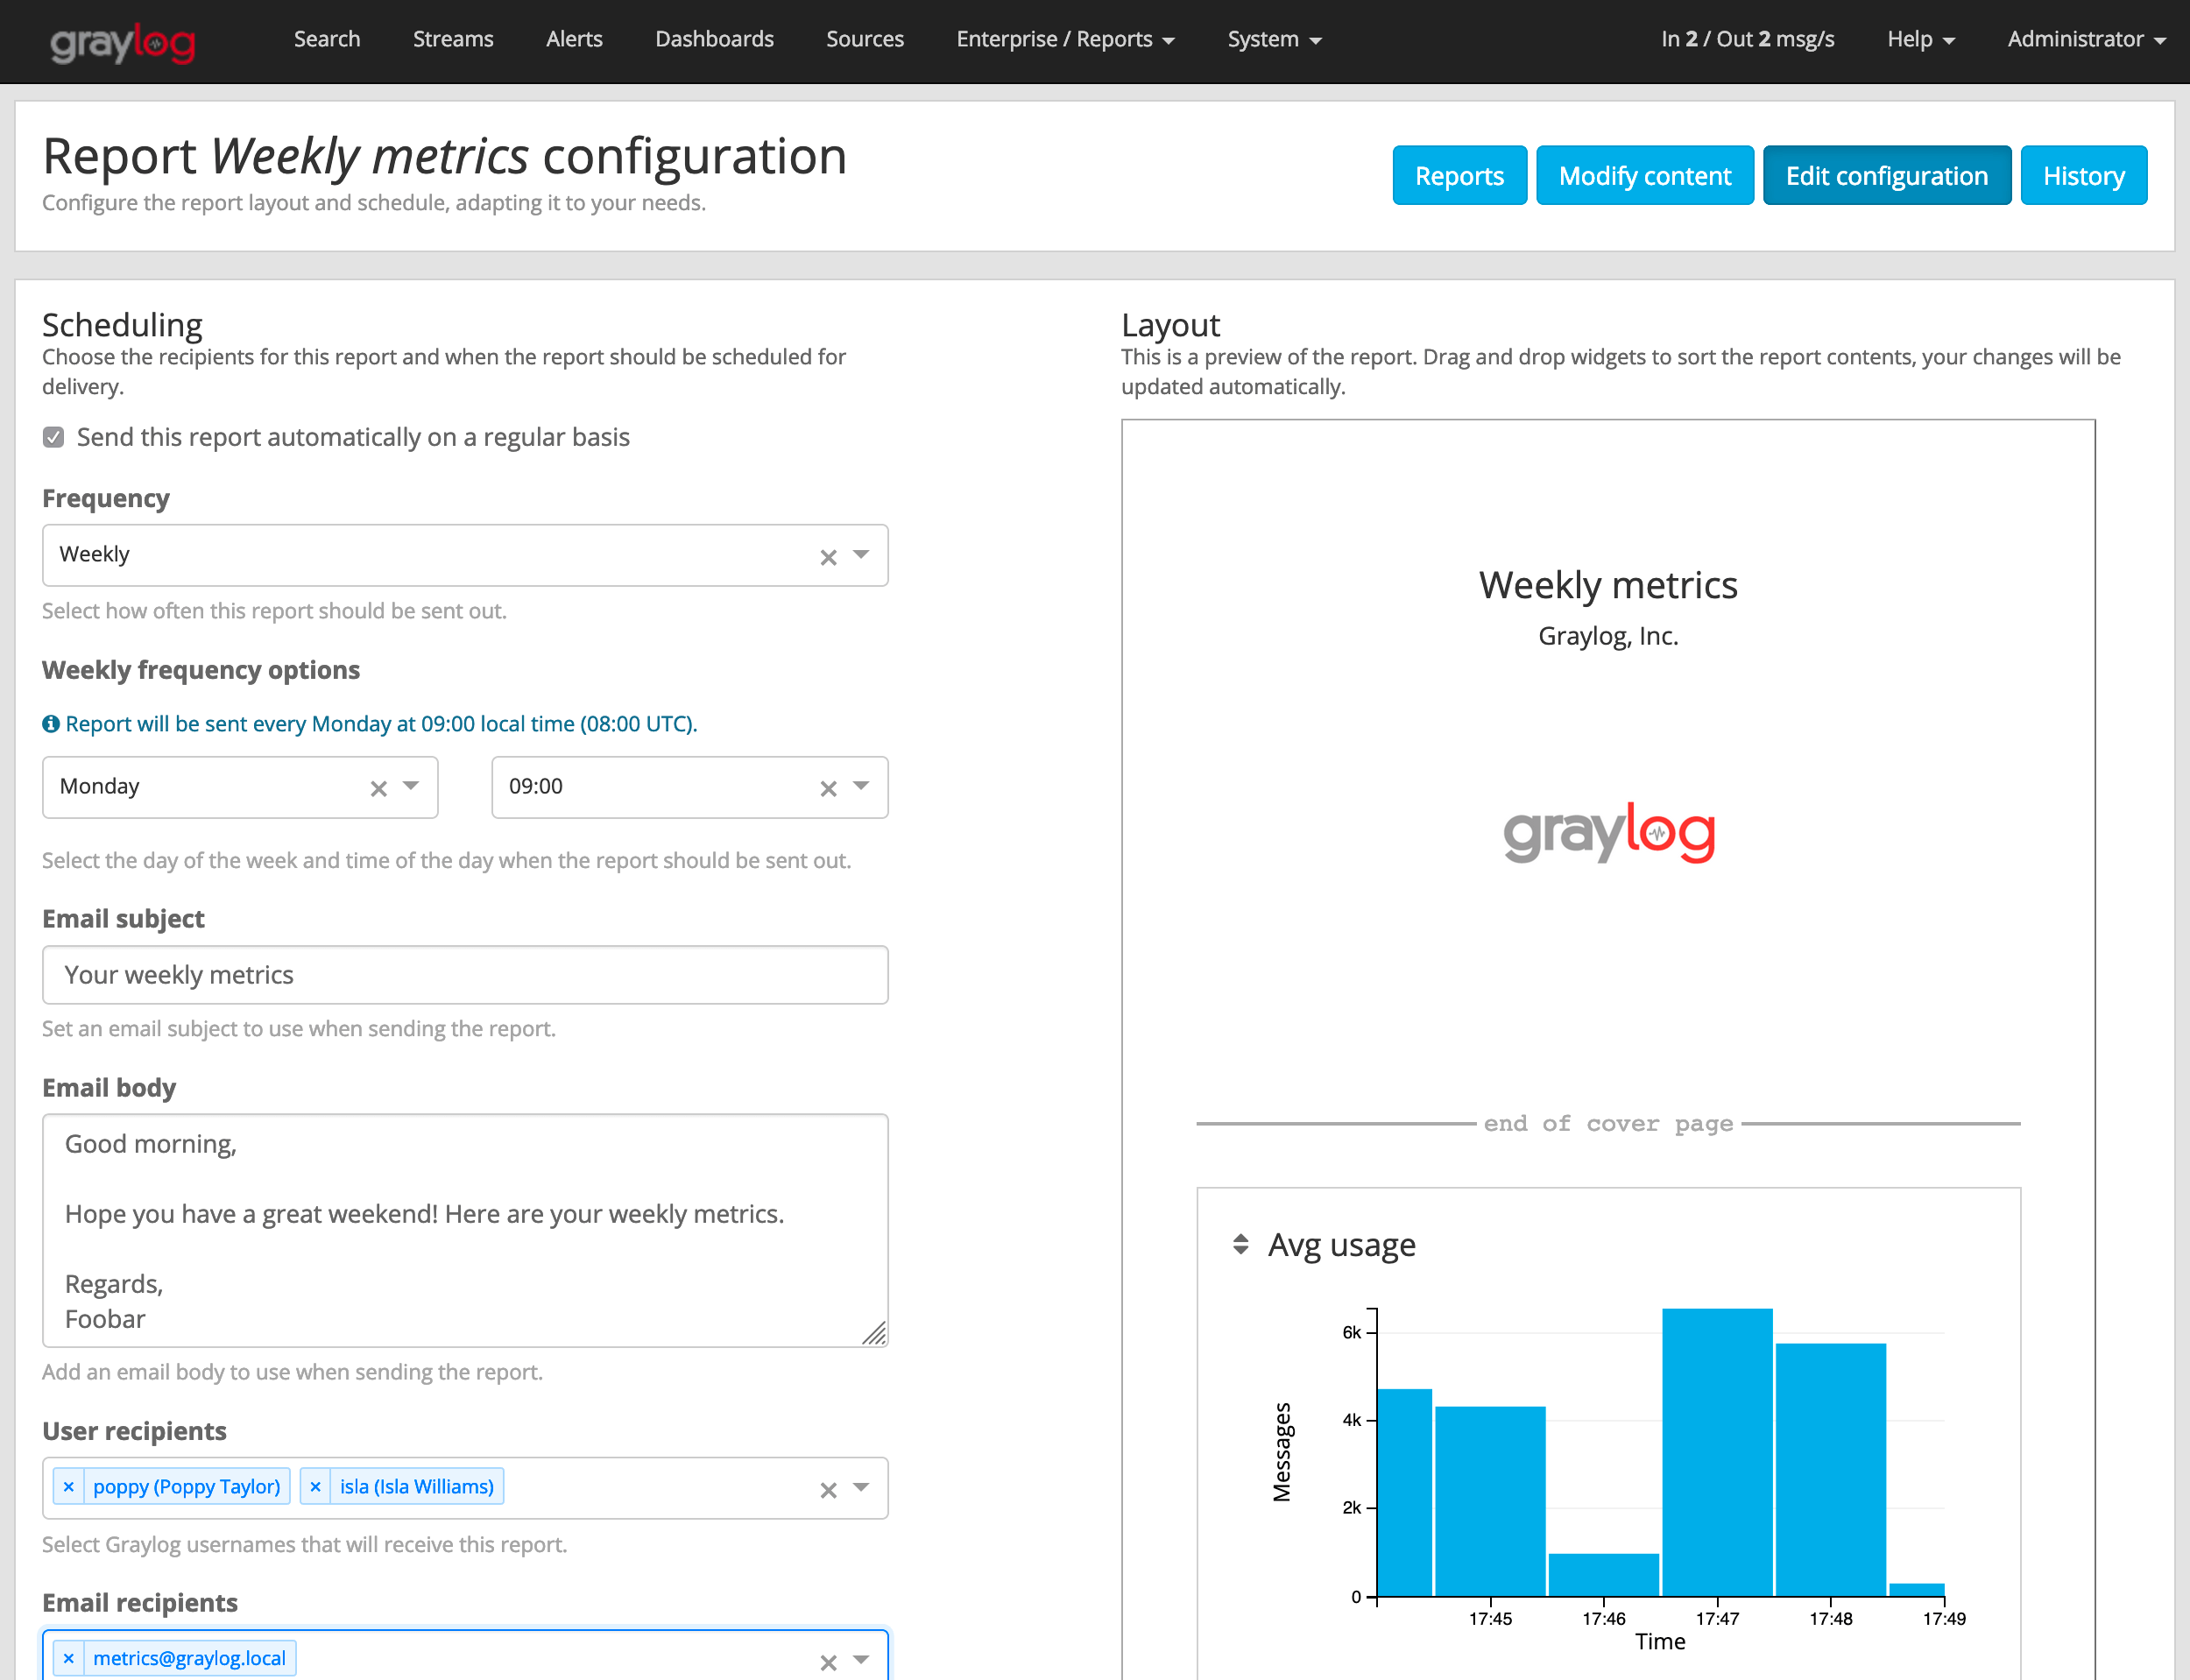 graylog
Search
Streams
Alerts
Dashboards
Sources
Enterprise / Reports
System
In 2 / Out 2 msg/s
Help
Administrator
Report Weekly metrics configuration
Configure the report layout and schedule, adapting it to your needs.
Reports
Modify content
Edit configuration
History
Scheduling
Choose the recipients for this report and when the report should be scheduled for
delivery.
Send this report automatically on a regular basis
Frequency
Weekly
Select how often this report should be sent out.
Weekly frequency options
Report will be sent every Monday at 09:00 local time (08:00 UTC).
Monday
09:00
Select the day of the week and time of the day when the report should be sent out.
Email subject
Your weekly metrics
Set an email subject to use when sending the report.
Email body
Good morning,
Hope you have a great weekend! Here are your weekly metrics.
Regards,
Foobar
Add an email body to use when sending the report.
User recipients
× poppy (Poppy Taylor)
× isla (Isla Williams)
Select Graylog usernames that will receive this report.
Email recipients
× metrics@graylog.local
Layout
This is a preview of the report. Drag and drop widgets to sort the report contents, your changes will be
updated automatically.
Weekly metrics
Graylog, Inc.
graylog
end of cover page
Avg usage
Messages
6k
4k
2k
0
17:45
17:46
17:47
17:48
17:49
Time